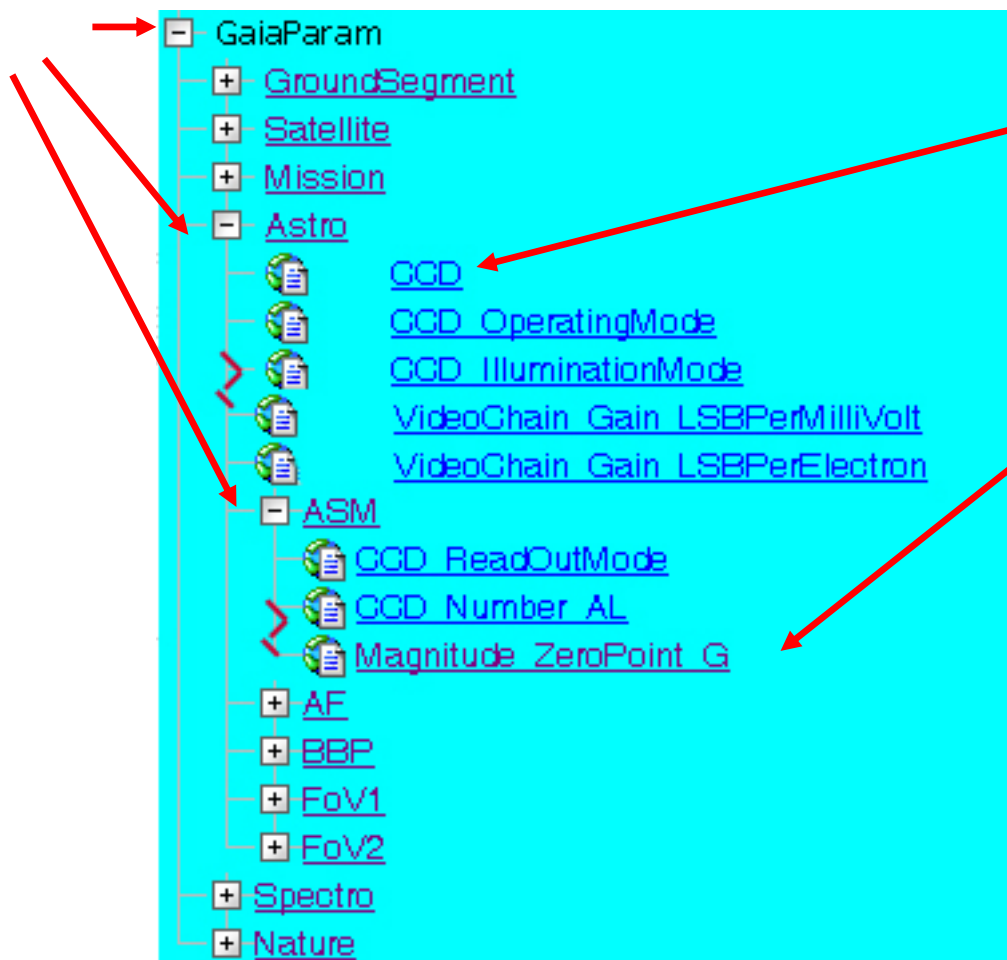 GaiaParam
GroundSegment
Satellite
Mission
Astro
CCD
CCD_OperatingMode
CCD_IlluminationMode
VideoChain_Gain_LSBPerMilliVolt
VideoChain_Gain_LSBPerElectron
ASM
CCD_ReadOutMode
CCD_Number_AL
Magnitude_ZeroPoint_G
AF
BBP
FoV1
FoV2
Spectro
Nature